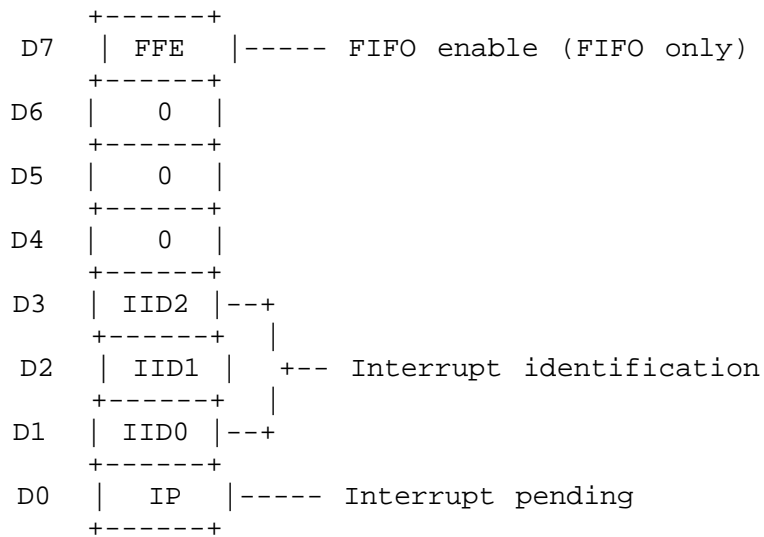 +------+
D7 | FFE |----- FIFO enable (FIFO only)
+------+
D6 | 0 |
+------+
D5 | 0 |
+------+
D4 | 0 |
+------+
D3 | IID2 |--+
+------+ |
D2 | IID1 | +-- Interrupt identification
+------+ |
D1 | IID0 |--+
+------+
D0 | IP |----- Interrupt pending
+------+